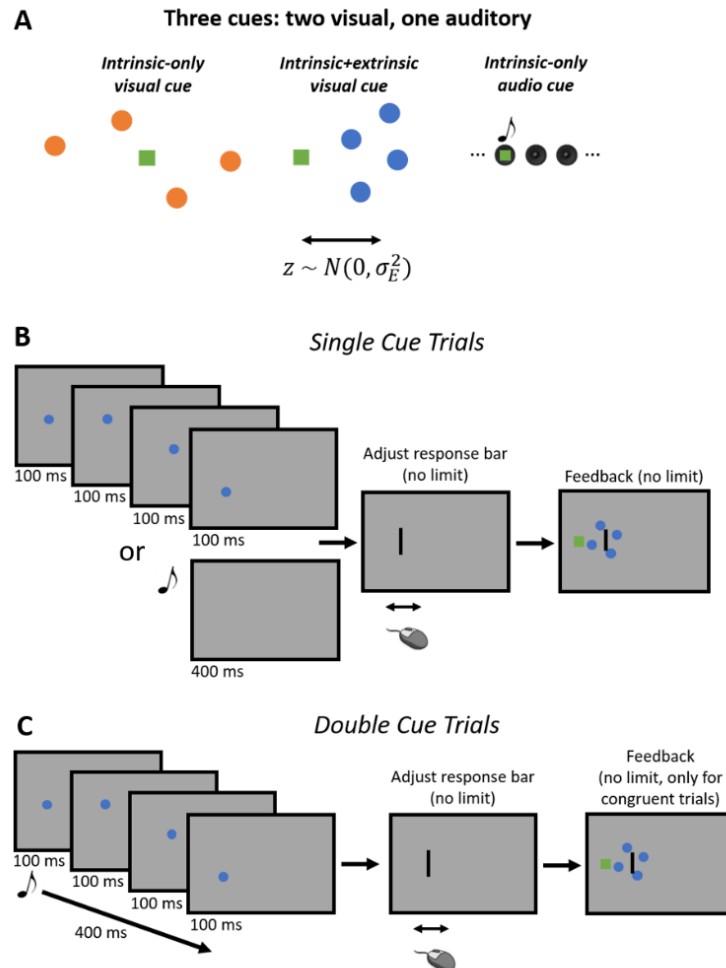 A
Three cues: two visual, one auditory
Intrinsic-only
visual cue
Intrinsic+extrinsic
visual cue
Intrinsic-only
audio cue
... ...
z ~ N(0, σ_E^2)
B
Single Cue Trials
100 ms
100 ms
100 ms
100 ms
or
400 ms
Adjust response bar
(no limit)
Feedback (no limit)
C
Double Cue Trials
100 ms
100 ms
100 ms
100 ms
400 ms
Adjust response bar
(no limit)
Feedback
(no limit, only for
congruent trials)